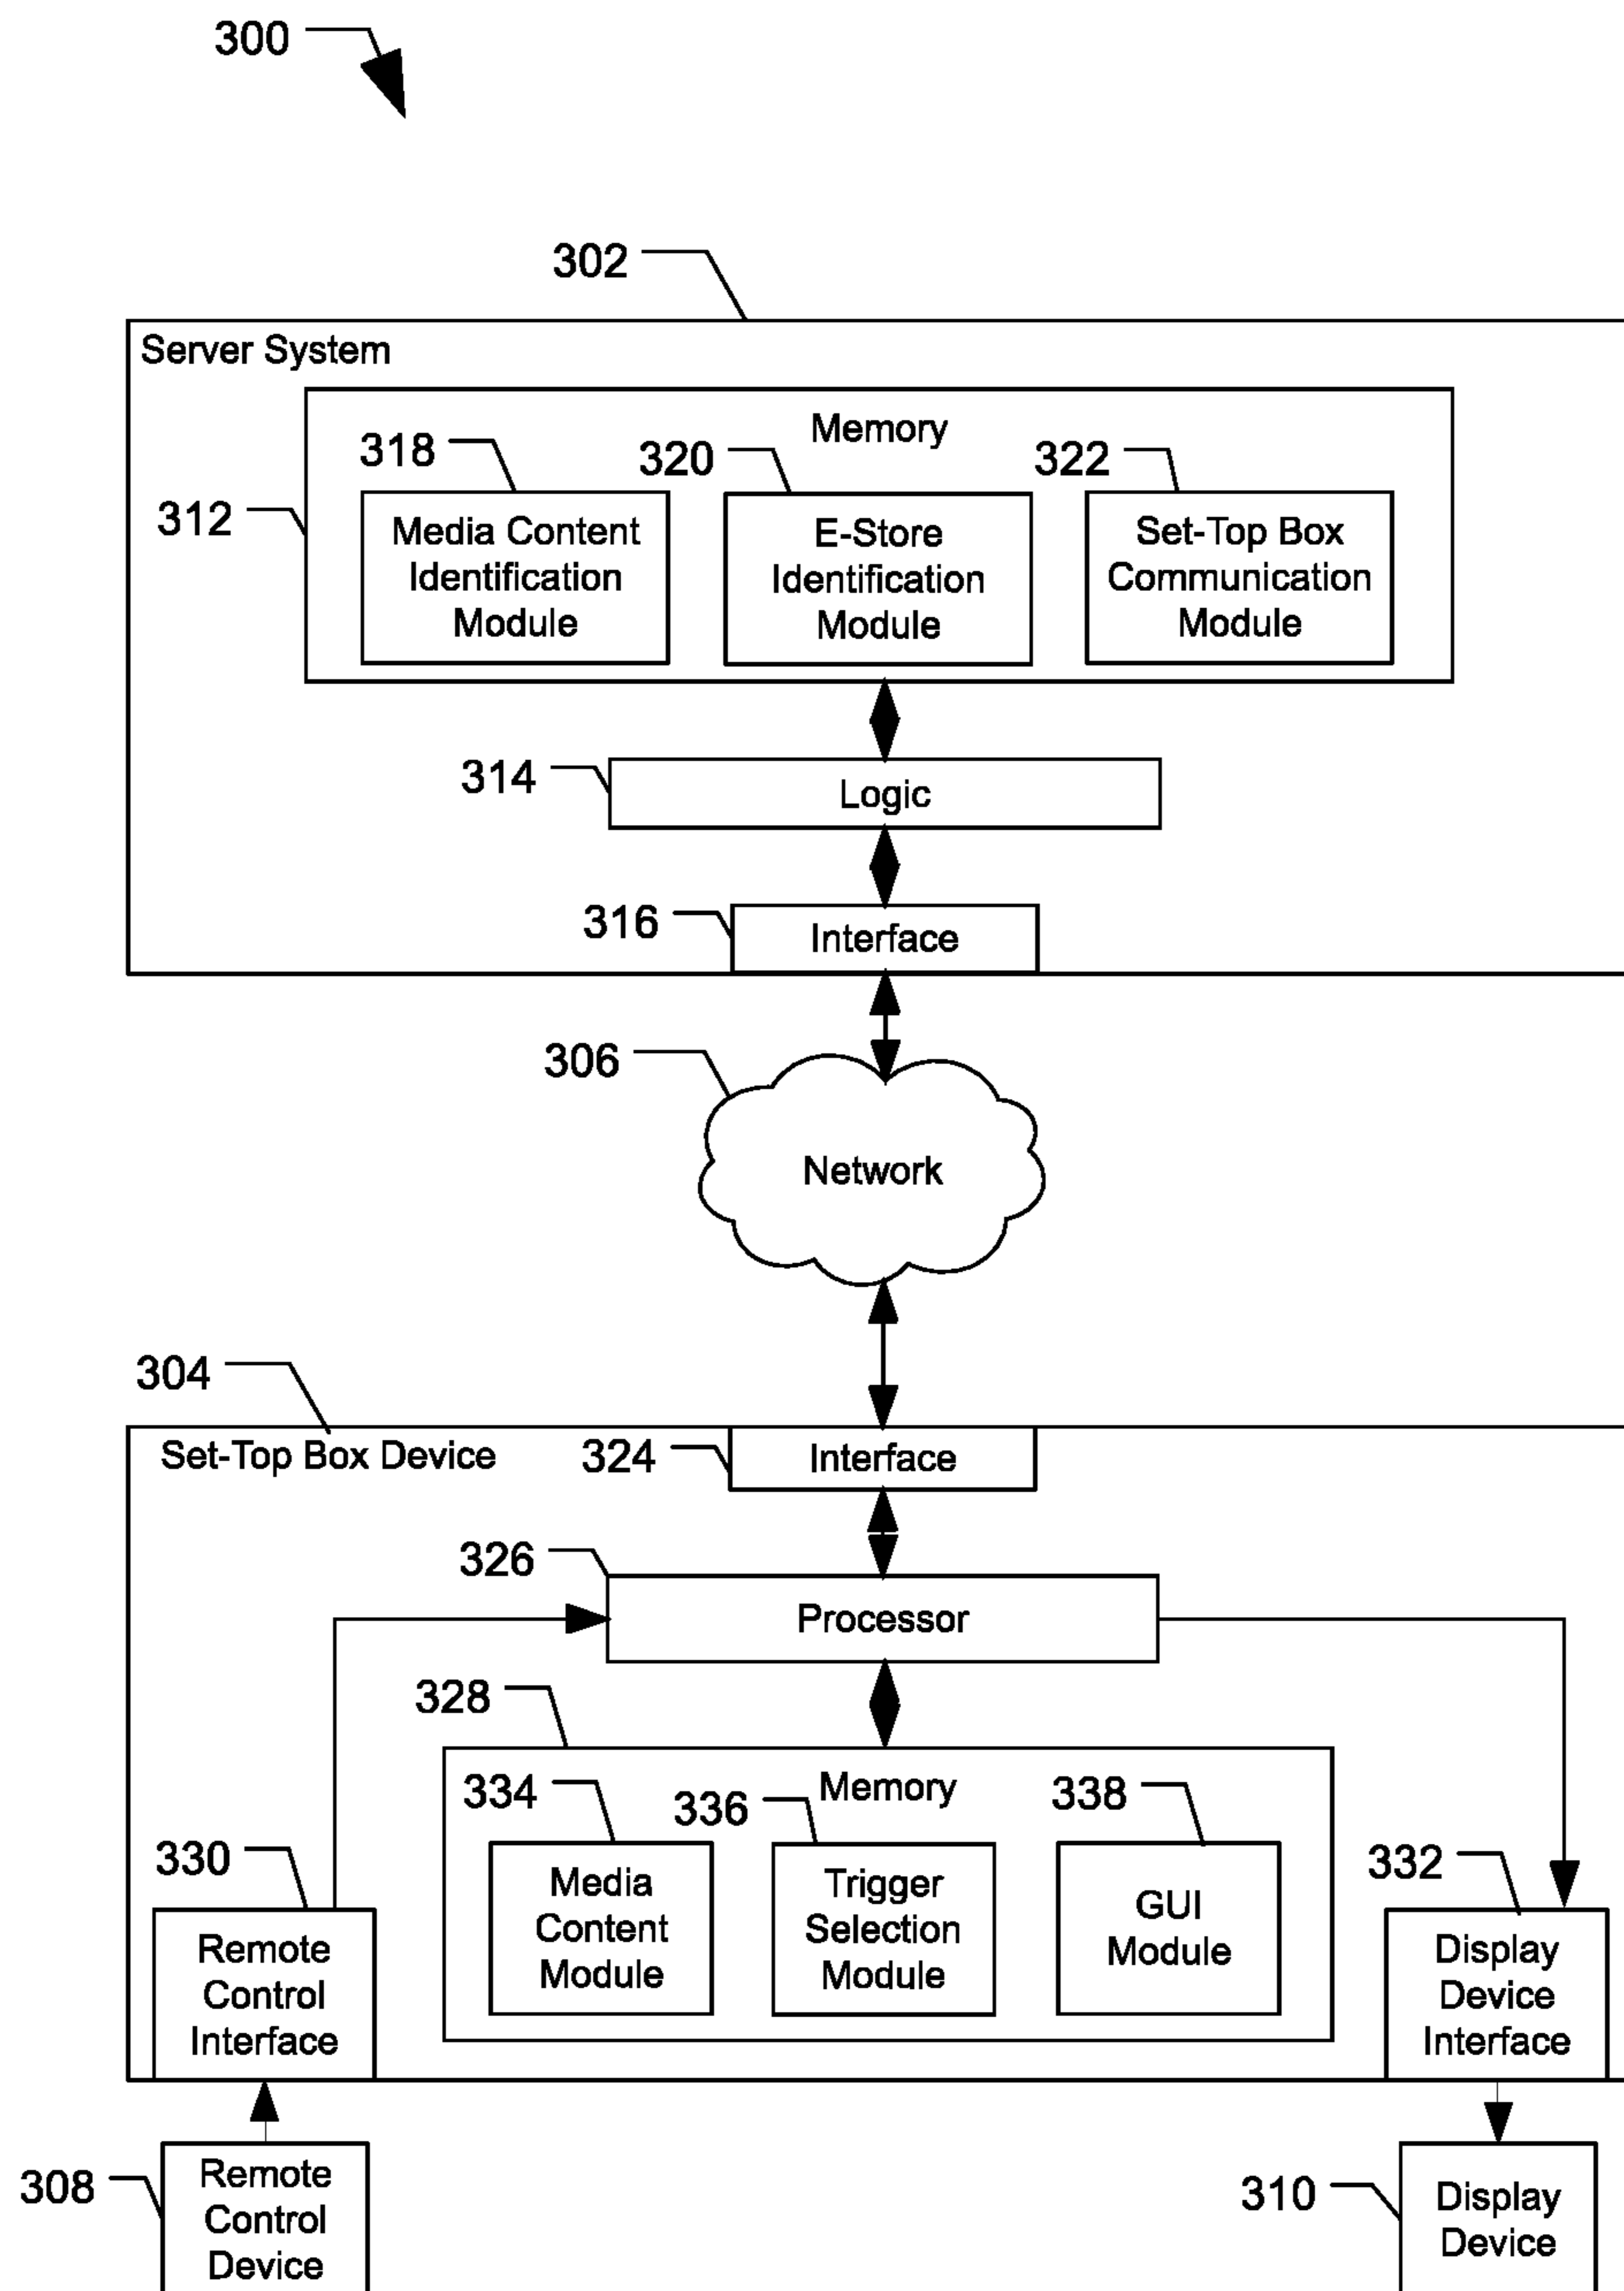 300
302
Server System
Memory
318
320
322
312
Media Content
Identification
Module
E-Store
Identification
Module
Set-Top Box
Communication
Module
314
Logic
316
Interface
306
Network
304
Set-Top Box Device
324
Interface
326
Processor
328
Memory
334
336
338
330
332
Media
Content
Module
Trigger
Selection
Module
GUI
Module
Remote
Control
Interface
Display
Device
Interface
308
Remote
Control
Device
310
Display
Device